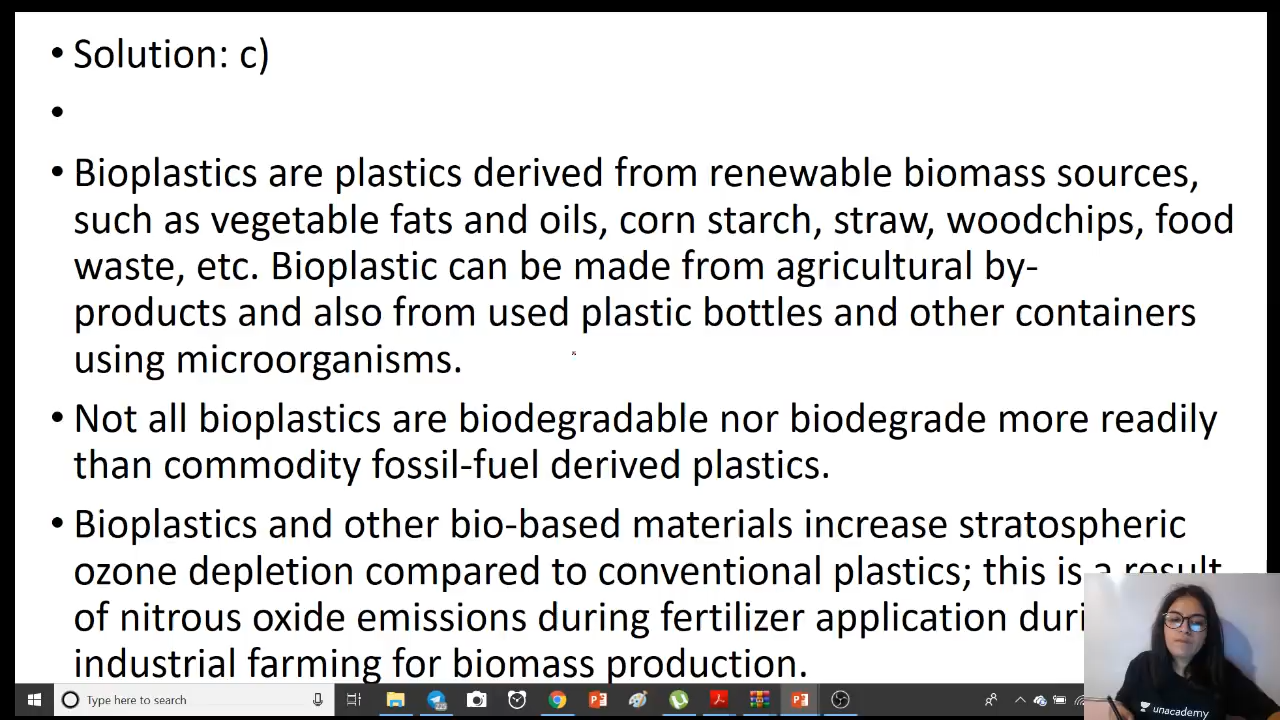 • Solution: c)
•
• Bioplastics are plastics derived from renewable biomass sources,
such as vegetable fats and oils, corn starch, straw, woodchips, food
waste, etc. Bioplastic can be made from agricultural by-
products and also from used plastic bottles and other containers
using microorganisms.
• Not all bioplastics are biodegradable nor biodegrade more readily
than commodity fossil-fuel derived plastics.
• Bioplastics and other bio-based materials increase stratospheric
ozone depletion compared to conventional plastics; this is a result
of nitrous oxide emissions during fertilizer application duri
industrial farming for biomass production.
unacademy
Type here to search
225